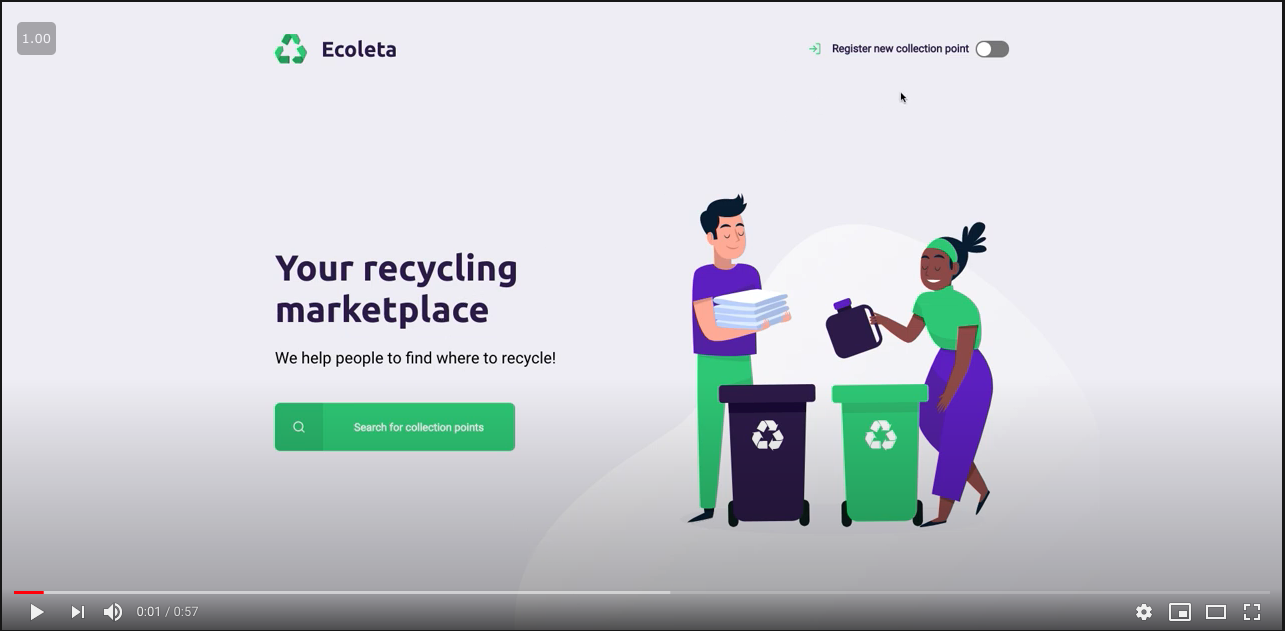 1.00
Ecoleta
Register new collection point
Your recycling
marketplace
We help people to find where to recycle!
Search for collection points
0:01 / 0:57